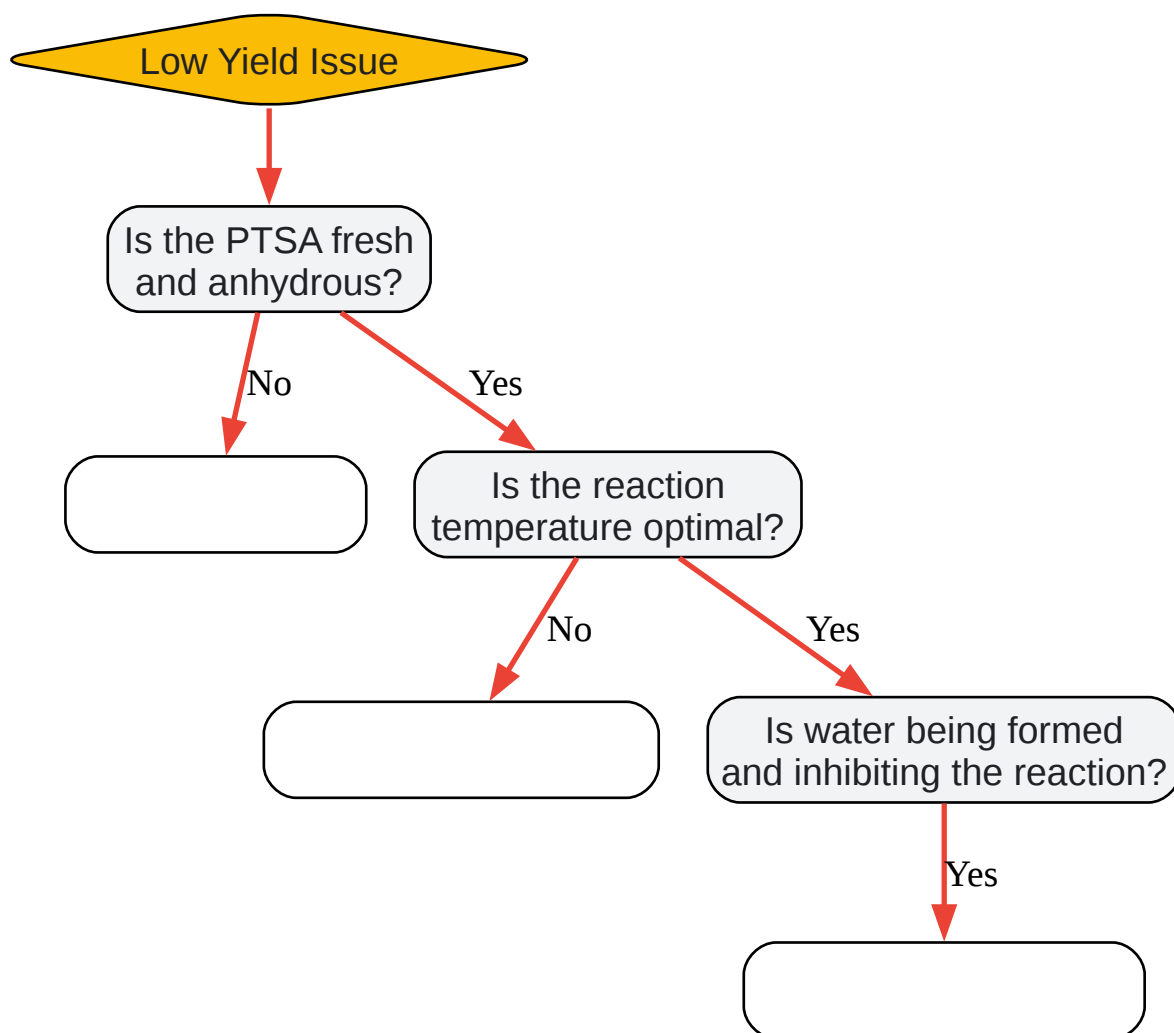 Low Yield Issue
Is the PTSA fresh
and anhydrous?
No
Yes
Is the reaction
temperature optimal?
No
Yes
Is water being formed
and inhibiting the reaction?
Yes